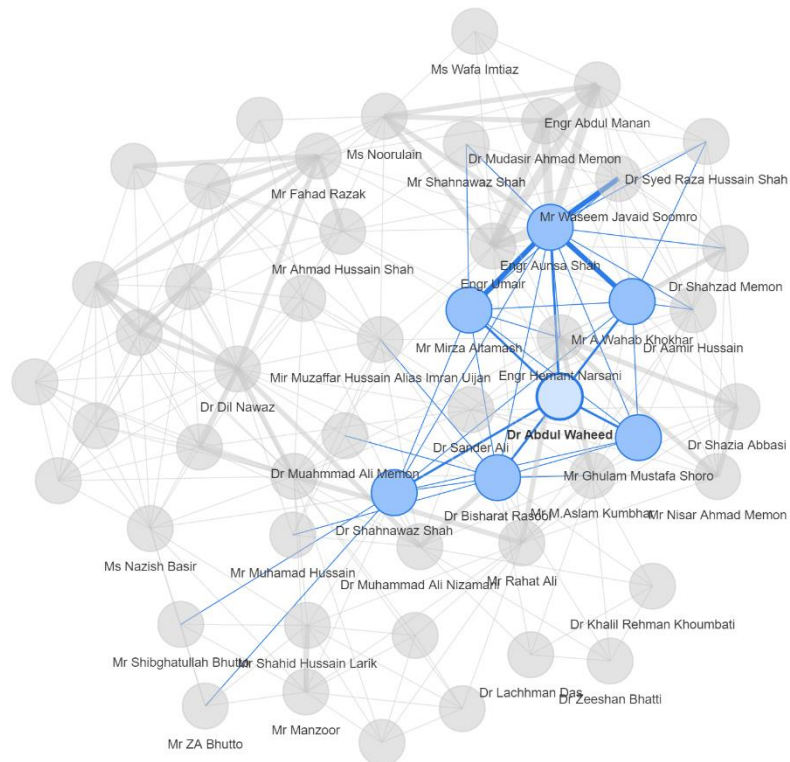 Ms Wafa Imtiaz
Engr Abdul Manan
Ms Noorulain
Dr Mudasir Ahmad Memon
Mr Shahnawaz Shah
Dr Syed Raza Hussain Shah
Mr Fahad Razak
Mr Waseem Javaid Soomro
Engr Aunsa Shah
Mr Ahmad Hussain Shah
Engr Umair
Dr Shahzad Memon
Mr A Wahab Khokhar
Mr Mirza Altamash
Dr Aamir Hussain
Mir Muzaffar Hussain Alias Imran Uijan
Engr Hemant Narsani
Dr Dil Nawaz
Dr Abdul Waheed
Dr Sander Ali
Dr Shazia Abbasi
Dr Muahmmad Ali Memon
Mr Ghulam Mustafa Shoro
Dr Bisharat Rasool
Mr M.Aslam Kumbhar
Mr Nisar Ahmad Memon
Dr Shahnawaz Shah
Ms Nazish Basir
Mr Muhamad Hussain
Dr Muhammad Ali Nizamani
Mr Rahat Ali
Dr Khalil Rehman Khoumbati
Mr Shibghatullah Bhutto
Mr Shahid Hussain Larik
Dr Lachhman Das
Dr Zeeshan Bhatti
Mr Manzoor
Mr ZA Bhutto